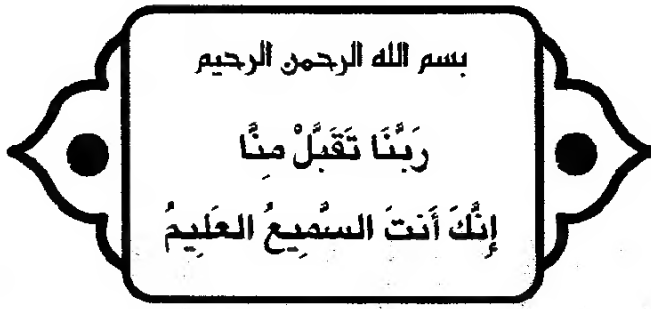 بسم الله الرحمن الرحيم
رَبَّنَا تَقَبَّلْ مِنَّا
إِنَّكَ أَنتَ السَّمِيعُ العَلِيمُ